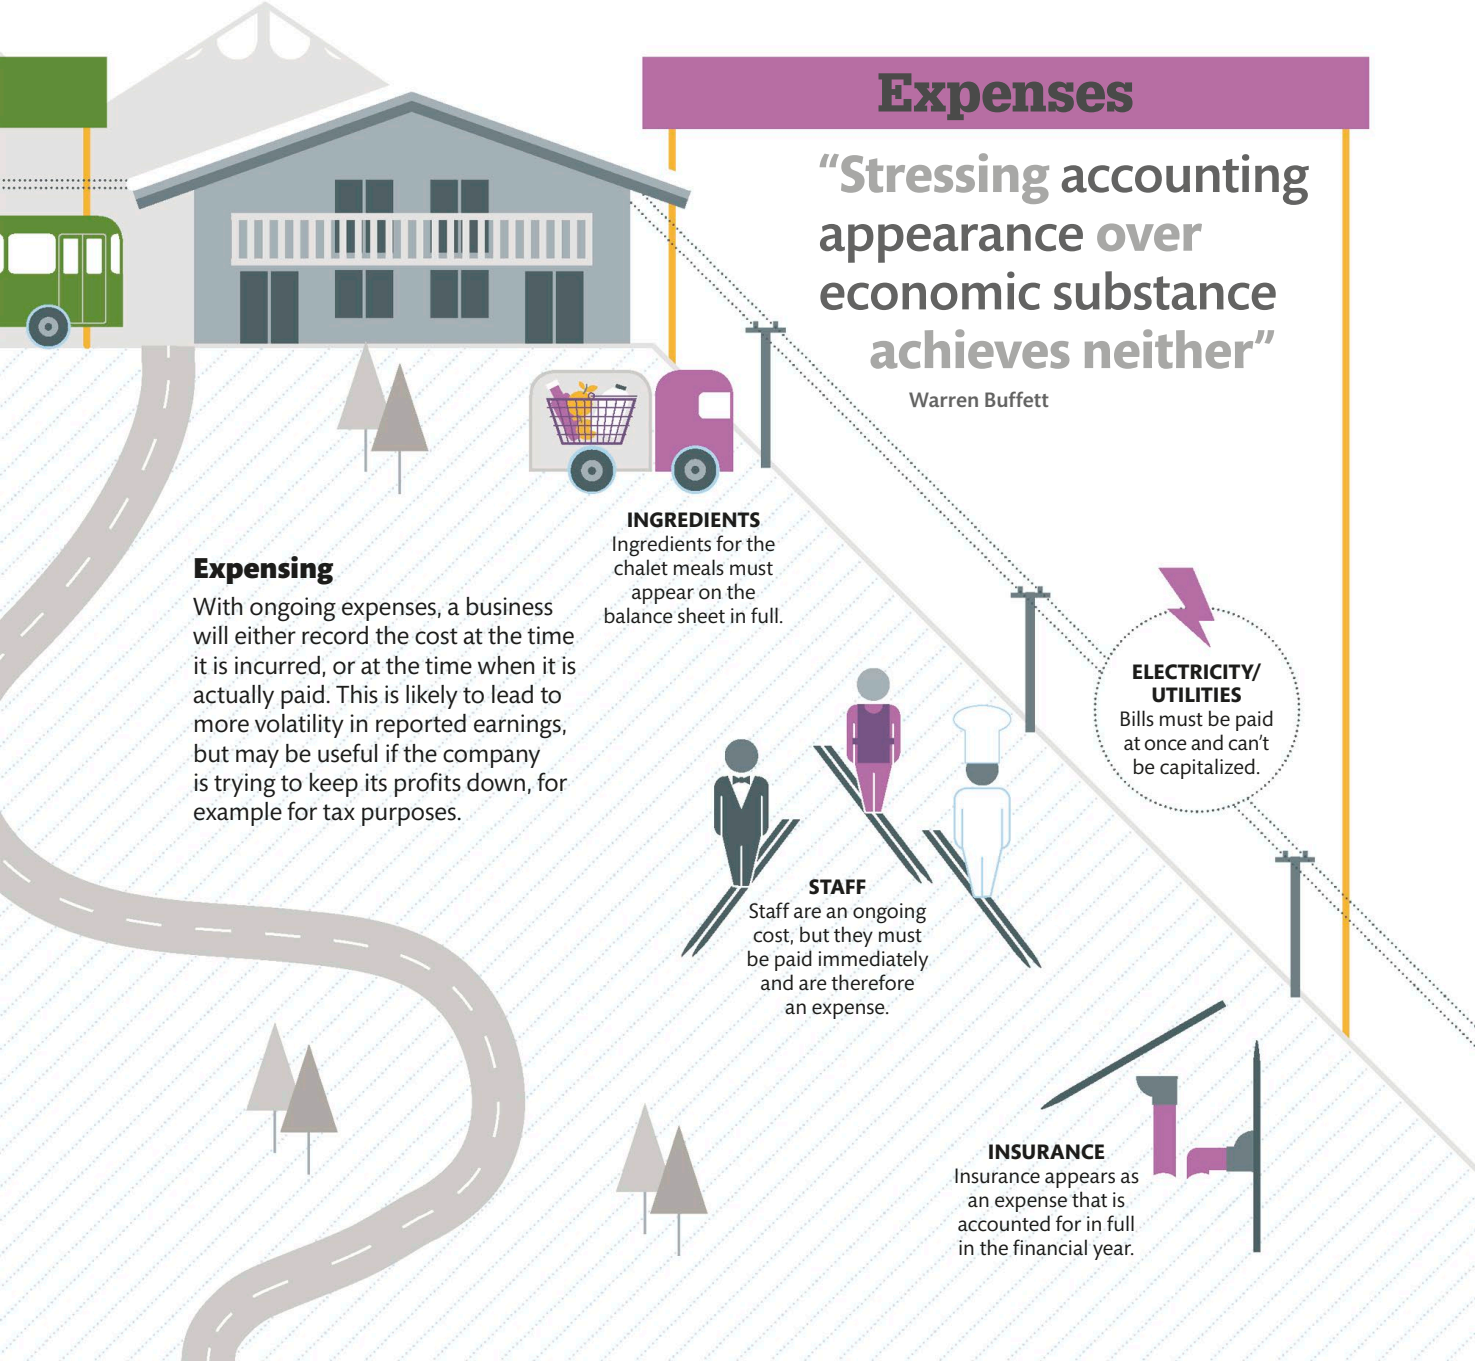 Expenses
“Stressing accounting
appearance over
economic substance
achieves neither”
Warren Buffett
INGREDIENTS
Ingredients for the
chalet meals must
appear on the
balance sheet in full.
Expensing
With ongoing expenses, a business
will either record the cost at the time
it is incurred, or at the time when it is
actually paid. This is likely to lead to
more volatility in reported earnings,
but may be useful if the company
is trying to keep its profits down, for
example for tax purposes.
ELECTRICITY/
UTILITIES
Bills must be paid
at once and can’t
be capitalized.
STAFF
Staff are an ongoing
cost, but they must
be paid immediately
and are therefore
an expense.
INSURANCE
Insurance appears as
an expense that is
accounted for in full
in the financial year.